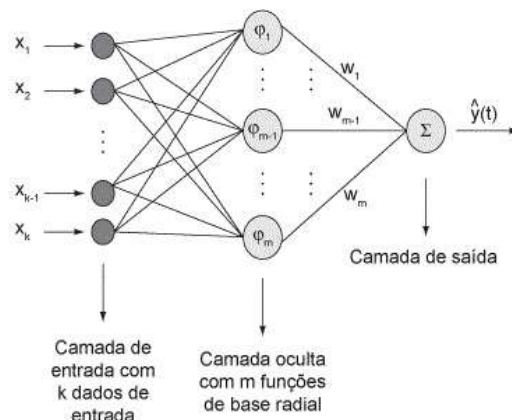 x1
x2
xk-1
xk
φ1
φm-1
φm
w1
wm-1
wm
Σ
ŷ(t)
Camada de saída
Camada de
entrada com
k dados de
entrada
Camada oculta
com m funções
de base radial